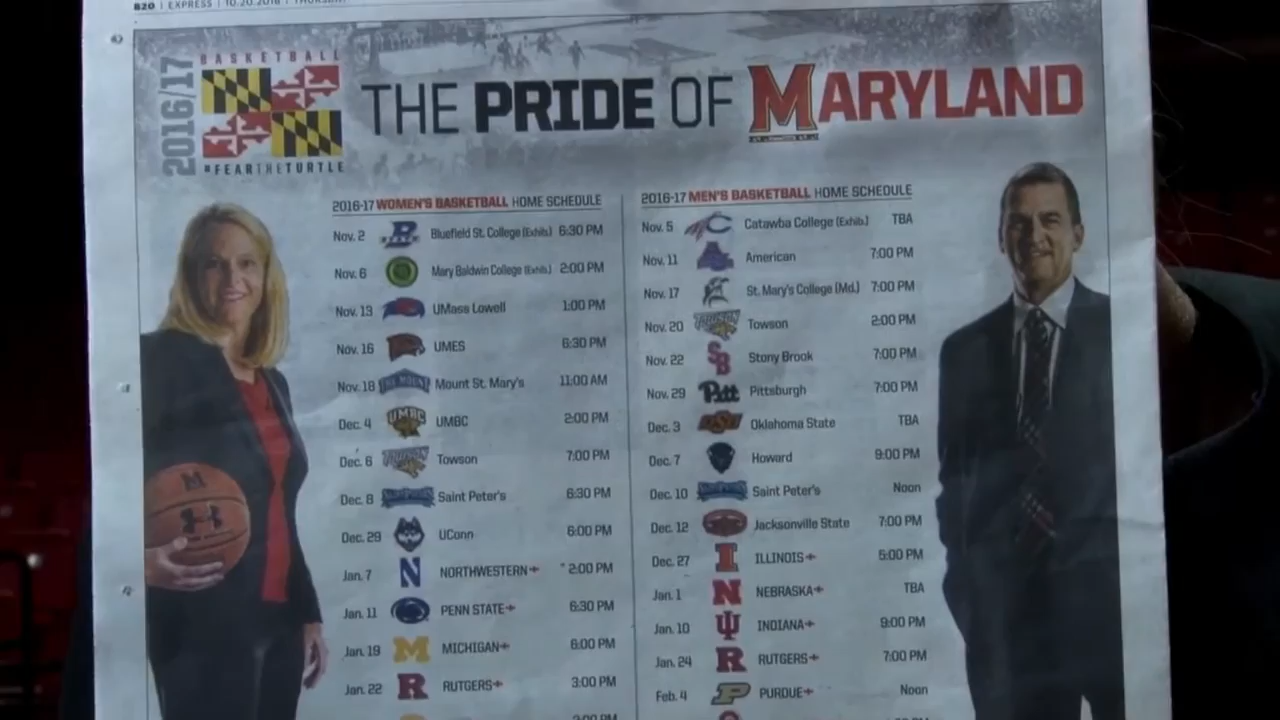 B20 | EXPRESS | 10.20.2016 | THURSDAY
2016/17
BASKETBALL
#FEARTHETURTLE
THE PRIDE OF MARYLAND
2016-17 WOMEN'S BASKETBALL HOME SCHEDULE
Nov. 2 Bluefield St. College (Exhib.) 6:30 PM
Nov. 6 Mary Baldwin College (Exhib.) 2:00 PM
Nov. 13 UMass Lowell 1:00 PM
Nov. 16 UMES 6:30 PM
Nov. 18 THE MOUNT Mount St. Mary's 11:00 AM
Dec. 4 UMBC UMBC 2:00 PM
Dec. 6 TOWSON Towson 7:00 PM
Dec. 8 Saint Peter's 6:30 PM
Dec. 29 UConn 6:00 PM
Jan. 7 N NORTHWESTERN+ * 2:00 PM
Jan. 11 PENN STATE+ 6:30 PM
Jan. 19 M MICHIGAN+ 6:00 PM
Jan. 22 R RUTGERS+ 3:00 PM
2016-17 MEN'S BASKETBALL HOME SCHEDULE
Nov. 5 C Catawba College (Exhib.) TBA
Nov. 11 American 7:00 PM
Nov. 17 St. Mary's College (Md.) 7:00 PM
Nov. 20 TOWSON Towson 2:00 PM
Nov. 22 SB Stony Brook 7:00 PM
Nov. 29 Pitt Pittsburgh 7:00 PM
Dec. 3 OSU Oklahoma State TBA
Dec. 7 Howard 9:00 PM
Dec. 10 Saint Peter's Noon
Dec. 12 Jacksonville State 7:00 PM
Dec. 27 I ILLINOIS+ 5:00 PM
Jan. 1 N NEBRASKA+ TBA
Jan. 10 INDIANA+ 9:00 PM
Jan. 24 R RUTGERS+ 7:00 PM
Feb. 4 P PURDUE+ Noon
M